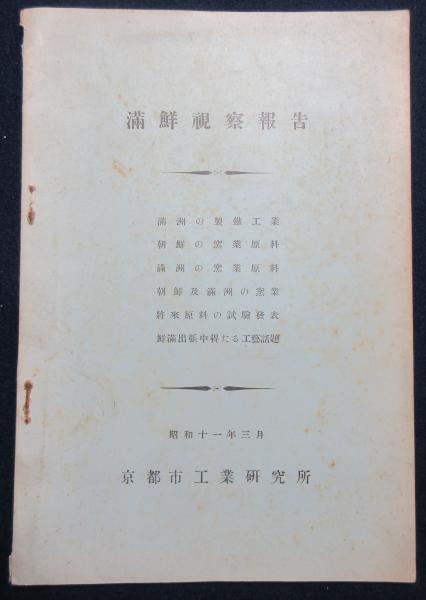 滿鮮視察報告
滿洲の製鐵工業
朝鮮の窯業原料
滿洲の窯業原料
朝鮮及滿洲の窯業
將來原料の試驗發表
鮮滿出張中得たる工藝話題
昭和十一年三月
京都市工業硏究所